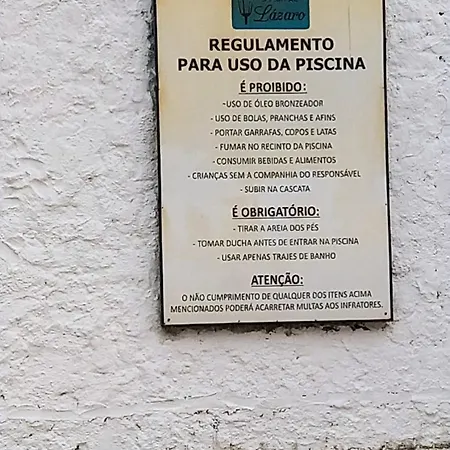 Lázaro
REGULAMENTO
PARA USO DA PISCINA
É PROIBIDO:
-USO DE ÓLEO BRONZEADOR
- USO DE BOLAS, PRANCHAS E AFINS
- PORTAR GARRAFAS, COPOS E LATAS
- FUMAR NO RECINTO DA PISCINA
- CONSUMIR BEBIDAS E ALIMENTOS
- CRIANÇAS SEM A COMPANHIA DO RESPONSÁVEL
- SUBIR NA CASCATA
É OBRIGATÓRIO:
- TIRAR A AREIA DOS PÉS
- TOMAR DUCHA ANTES DE ENTRAR NA PISCINA
- USAR APENAS TRAJES DE BANHO
ATENÇÃO:
O NÃO CUMPRIMENTO DE QUALQUER DOS ITENS ACIMA
MENCIONADOS PODERÁ ACARRETAR MULTAS AOS INFRATORES.